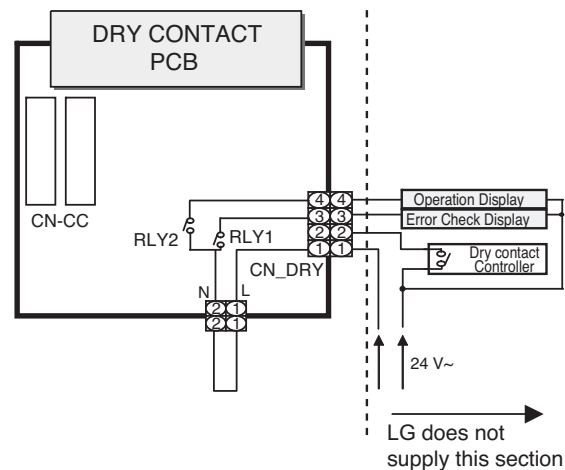 DRY CONTACT
PCB
CN-CC
RLY2
RLY1
4 4
3 3
2 2
1 1
CN_DRY
N
L
2 1
2 1
Operation Display
Error Check Display
Dry contact
Controller
24 V~
LG does not
supply this section